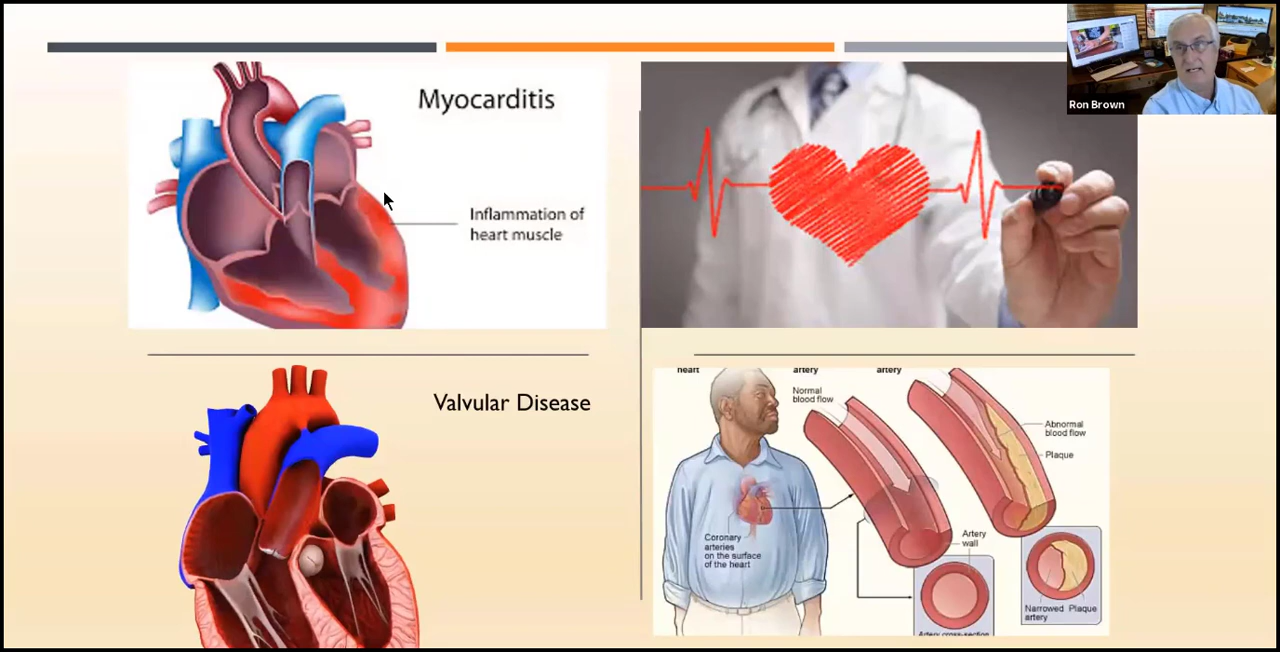 Myocarditis
Inflammation of
heart muscle
Ron Brown
Valvular Disease
heart
artery
artery
Normal
blood flow
Abnormal
blood flow
Plaque
Coronary
arteries
on the surface
of the heart
Artery
wall
Narrowed
artery
Plaque
Artery cross-section